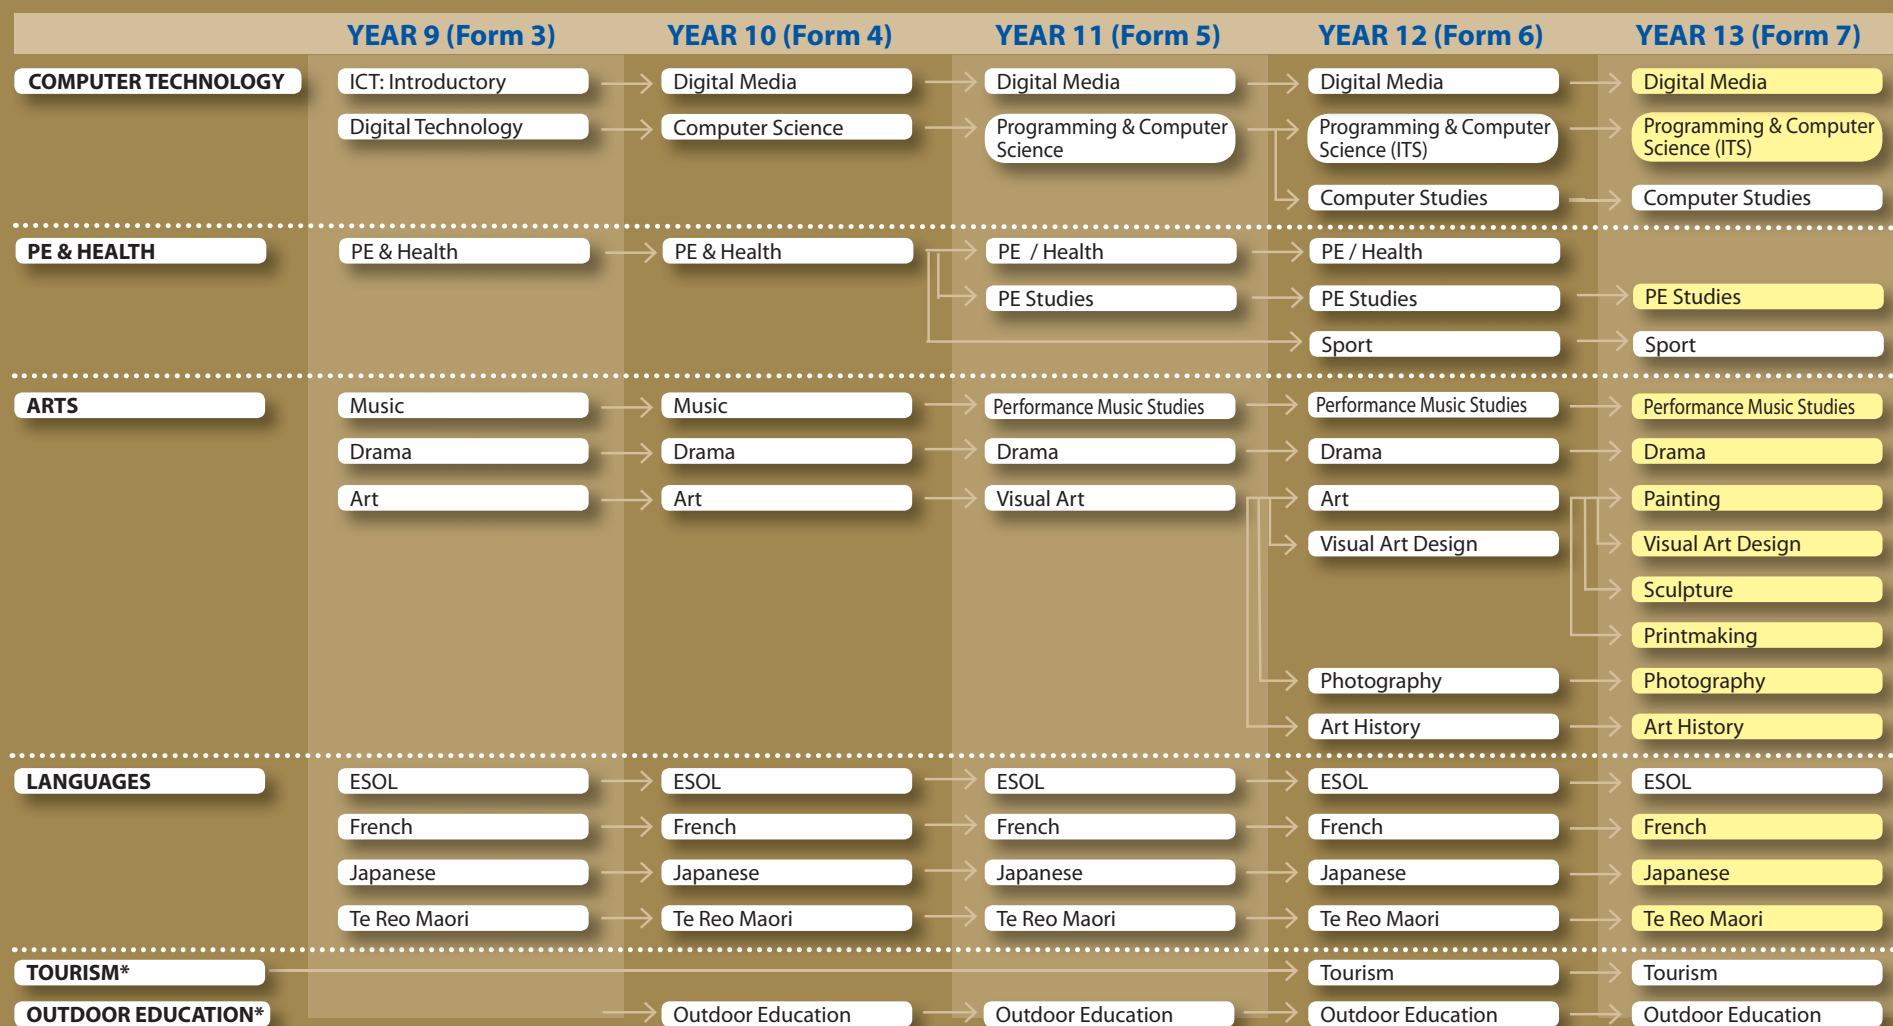 YEAR 9 (Form 3) YEAR 10 (Form 4) YEAR 11 (Form 5) YEAR 12 (Form 6) YEAR 13 (Form 7)
COMPUTER TECHNOLOGY ICT: Introductory Digital Media Digital Media Digital Media Digital Media
Digital Technology Computer Science Programming & Computer Science Programming & Computer Science (ITS) Programming & Computer Science (ITS)
Computer Studies Computer Studies
PE & HEALTH PE & Health PE & Health PE / Health PE / Health
PE Studies PE Studies PE Studies
Sport Sport
ARTS Music Music Performance Music Studies Performance Music Studies Performance Music Studies
Drama Drama Drama Drama Drama
Art Art Visual Art Art Painting
Visual Art Design Visual Art Design
Sculpture
Printmaking
Photography Photography
Art History Art History
LANGUAGES ESOL ESOL ESOL ESOL ESOL
French French French French French
Japanese Japanese Japanese Japanese Japanese
Te Reo Maori Te Reo Maori Te Reo Maori Te Reo Maori Te Reo Maori
TOURISM* Tourism Tourism
OUTDOOR EDUCATION* Outdoor Education Outdoor Education Outdoor Education Outdoor Education